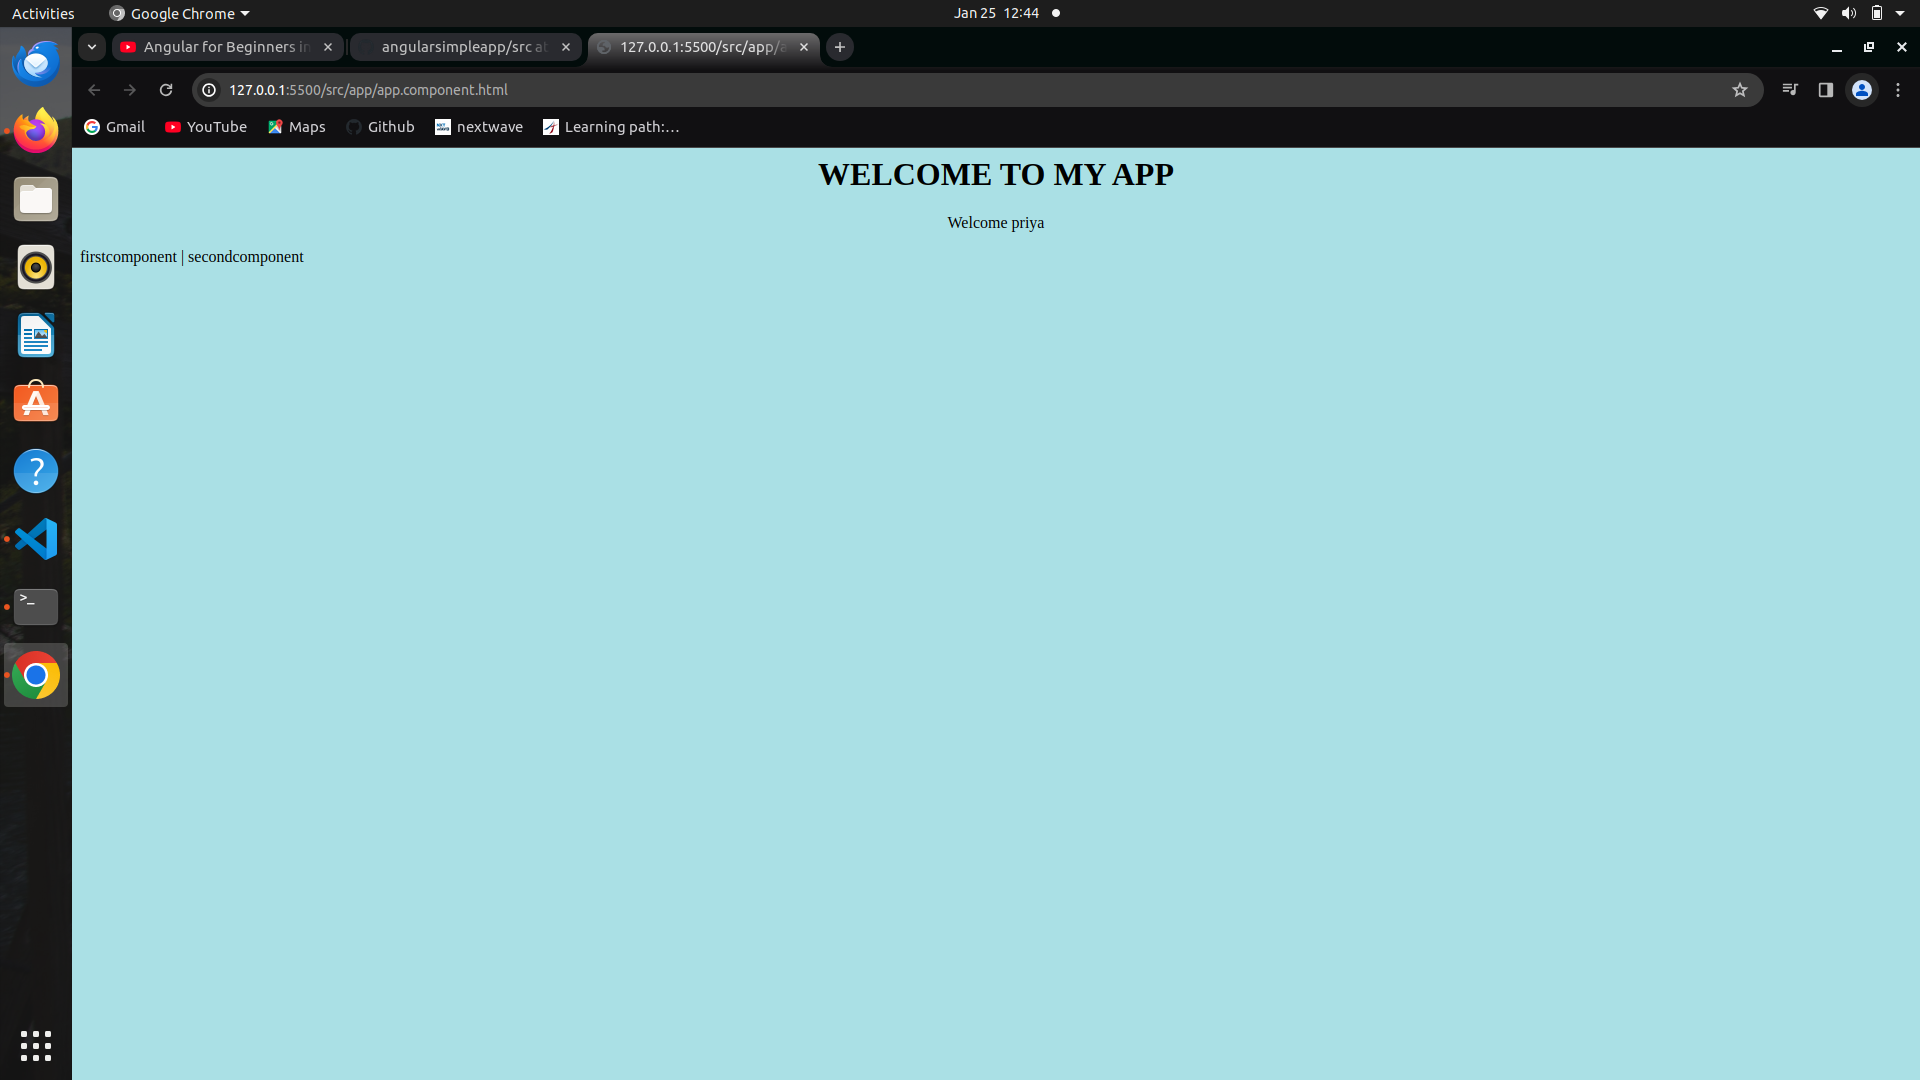 Activities
Google Chrome
Jan 25 12:44
Angular for Beginners in
angularsimpleapp/src at
127.0.0.1:5500/src/app/a
127.0.0.1:5500/src/app/app.component.html
Gmail
YouTube
Maps
Github
nextwave
Learning path:...
WELCOME TO MY APP
Welcome priya
firstcomponent | secondcomponent